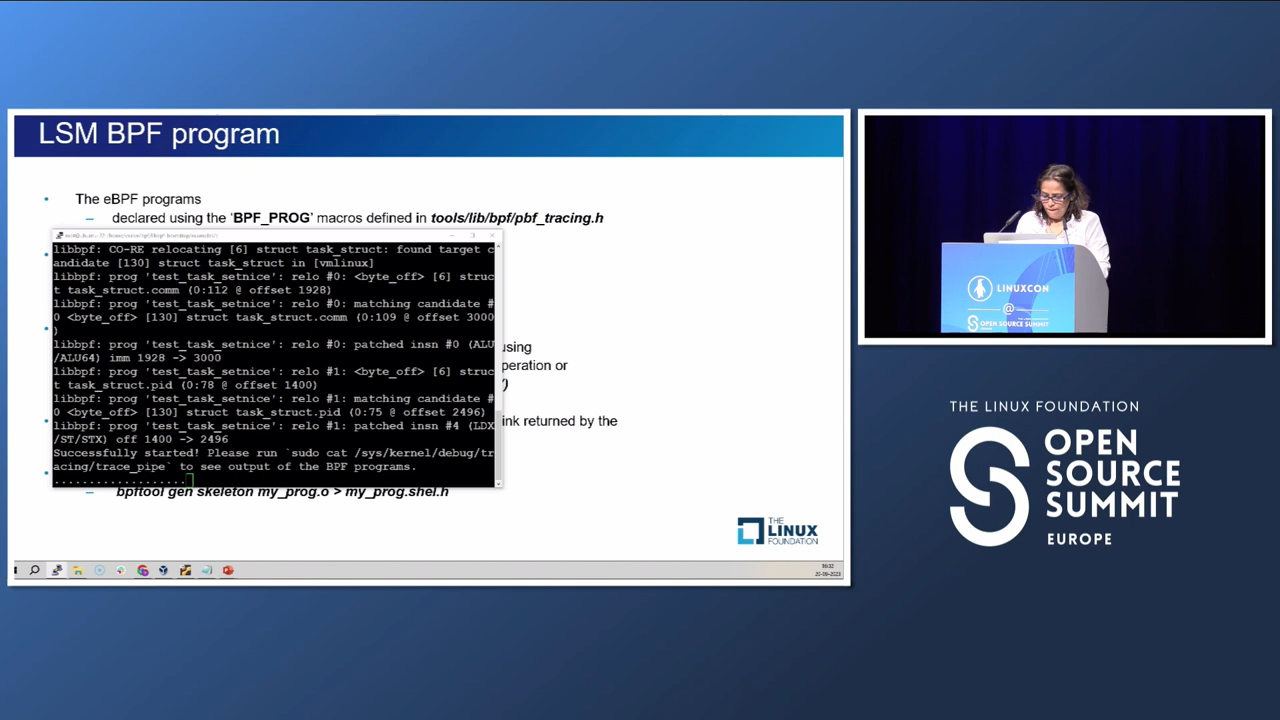 LSM BPF program
• The eBPF programs
– declared using the ‘BPF_PROG’ macros defined in tools/lib/bpf/pbf_tracing.h
libbpf: CO-RE relocating [6] struct task_struct: found target c
andidate [130] struct task_struct in [vmlinux]
libbpf: prog 'test_task_setnice': relo #0: <byte_off> [6] struc
t task_struct.comm (0:112 @ offset 1928)
libbpf: prog 'test_task_setnice': relo #0: matching candidate #
0 <byte_off> [130] struct task_struct.comm (0:109 @ offset 3000
)
libbpf: prog 'test_task_setnice': relo #0: patched insn #0 (ALU
/ALU64) imm 1928 -> 3000
libbpf: prog 'test_task_setnice': relo #1: <byte_off> [6] struc
t task_struct.pid (0:78 @ offset 1400)
libbpf: prog 'test_task_setnice': relo #1: matching candidate #
0 <byte_off> [130] struct task_struct.pid (0:75 @ offset 2496)
libbpf: prog 'test_task_setnice': relo #1: patched insn #4 (LDX
/ST/STX) off 1400 -> 2496
Successfully started! Please run `sudo cat /sys/kernel/debug/tr
acing/trace_pipe` to see output of the BPF programs.
...................
using
peration or
/)
ink returned by the
– bpftool gen skeleton my_prog.o > my_prog.shel.h
THE
LINUX
FOUNDATION
LINUXCON
@
OPEN SOURCE SUMMIT
THE LINUX FOUNDATION
OPEN
SOURCE
SUMMIT
EUROPE